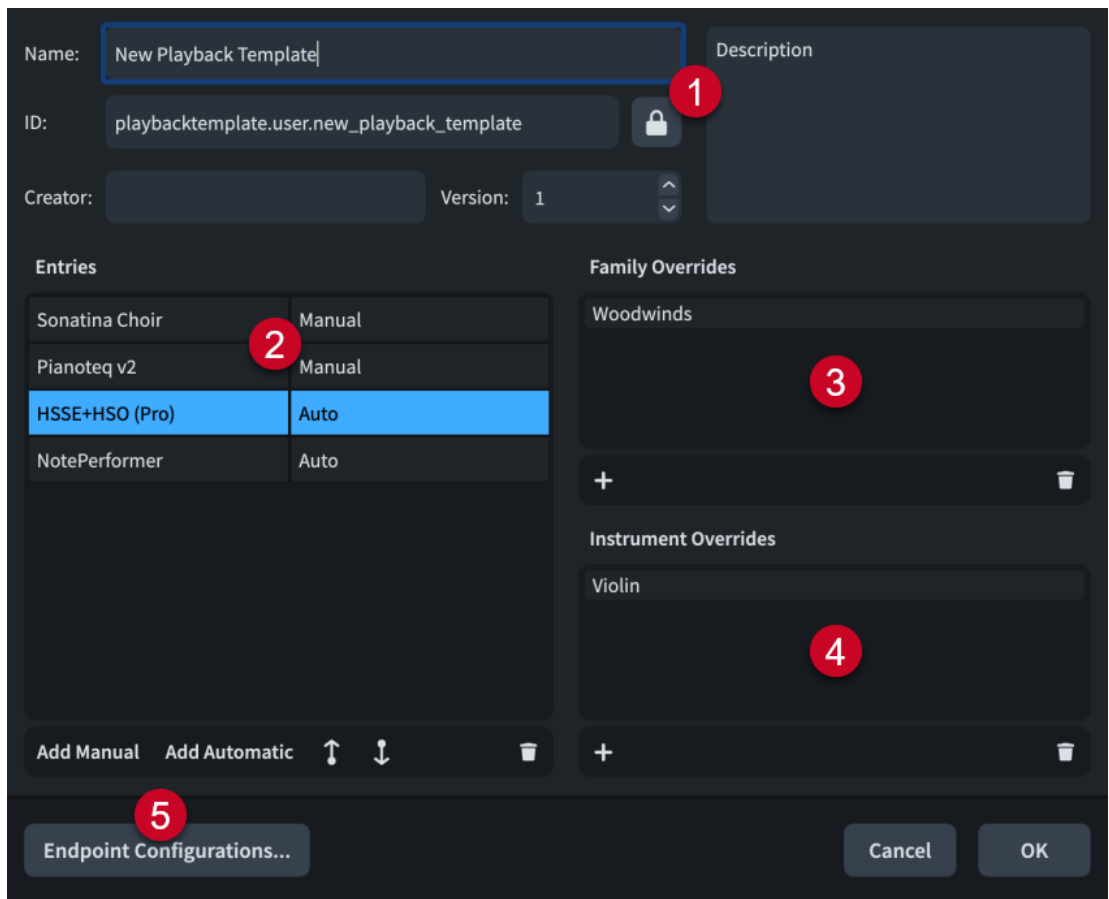 Name: New Playback Template
Description
1
ID: playbacktemplate.user.new_playback_template
Creator: Version: 1
Entries
Sonatina Choir Manual
2
Pianoteq v2 Manual
HSSE+HSO (Pro) Auto
NotePerformer Auto
Add Manual Add Automatic
Family Overrides
Woodwinds
3
+
Instrument Overrides
Violin
4
+
5
Endpoint Configurations...
Cancel OK